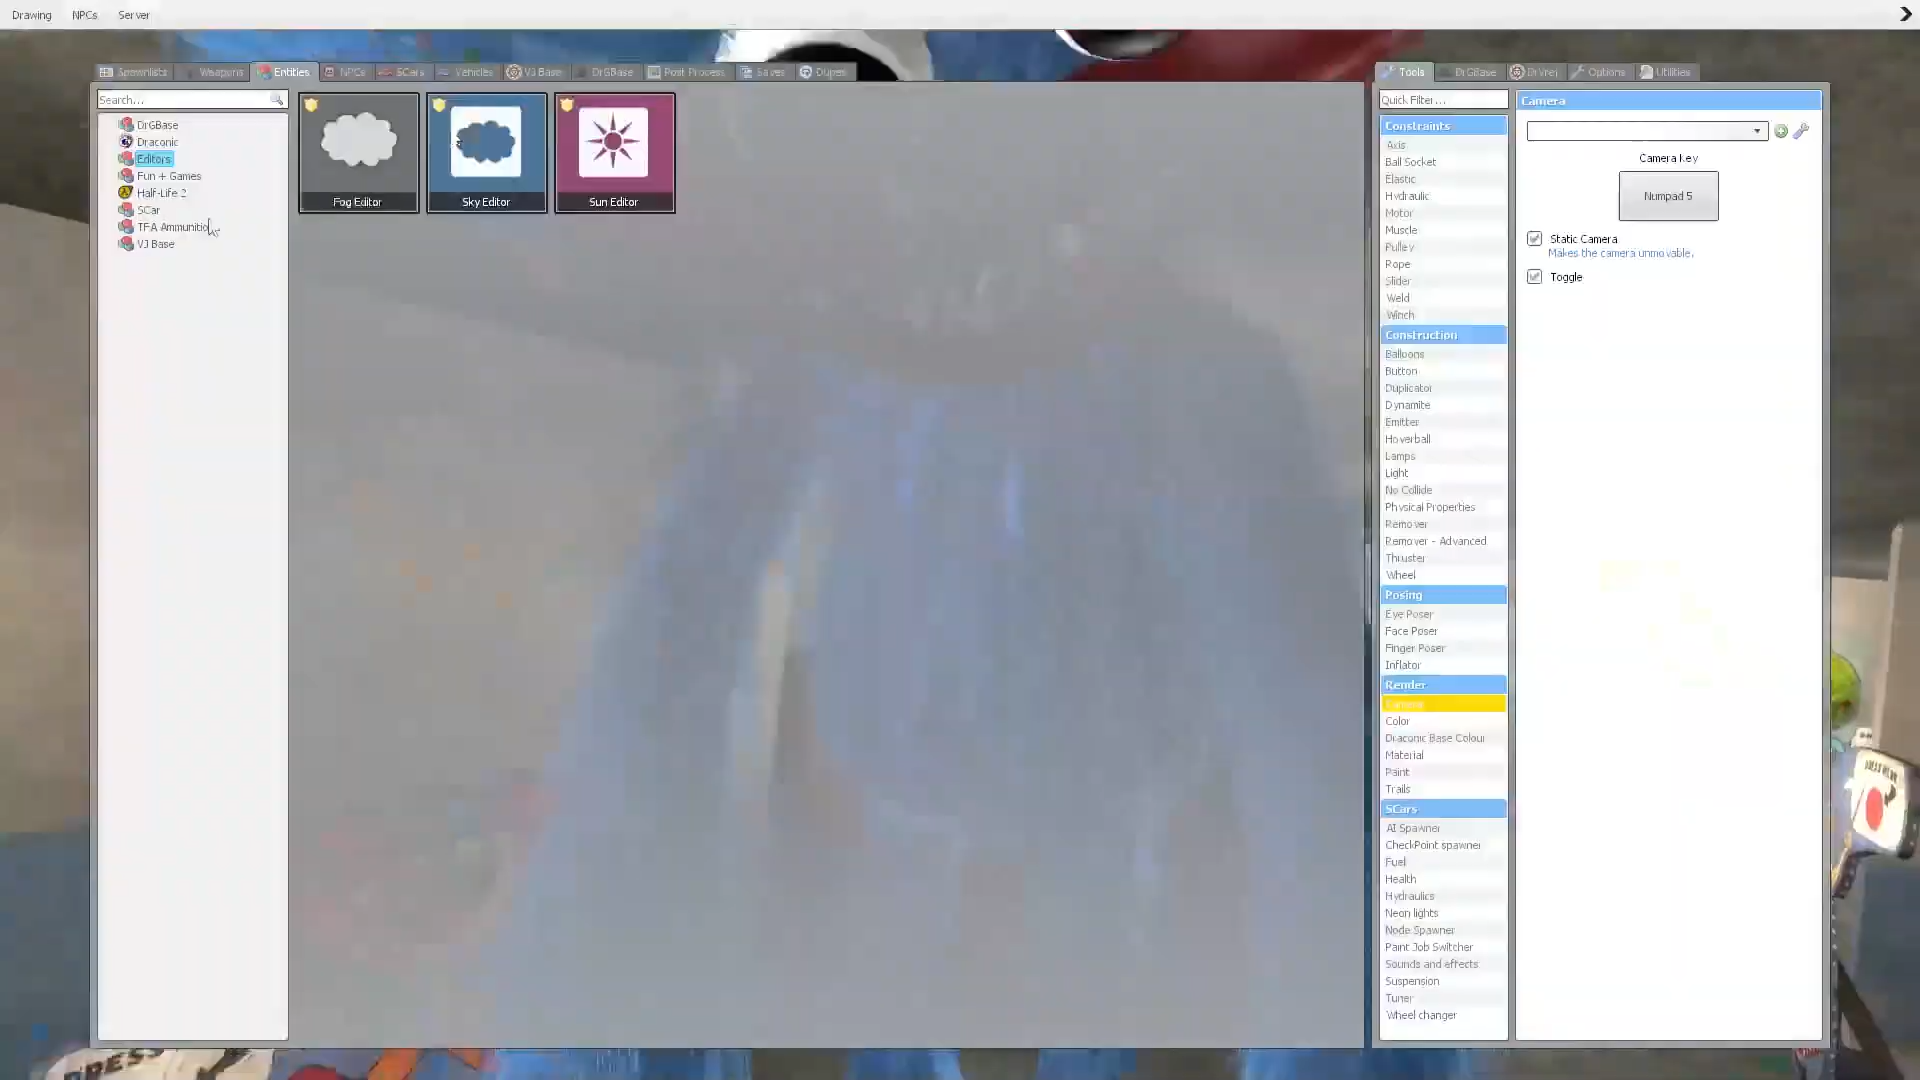 Drawing NPCs Server
Spawnlists Weapons Entities NPCs SCars Vehicles VJ Base DrGBase Post Process Saves Dupes
Search...
DrGBase
Draconic
Editors
Fun + Games
Half-Life 2
SCar
TFA Ammunition
VJ Base
Fog Editor
Sky Editor
Sun Editor
Tools DrGBase DrVrej Options Utilities
Quick Filter...
Constraints
Axis
Ball Socket
Elastic
Hydraulic
Motor
Muscle
Pulley
Rope
Slider
Weld
Winch
Construction
Balloons
Button
Duplicator
Dynamite
Emitter
Hoverball
Lamps
Light
No Collide
Physical Properties
Remover
Remover - Advanced
Thruster
Wheel
Posing
Eye Poser
Face Poser
Finger Poser
Inflator
Render
Camera
Color
Draconic Base Colour
Material
Paint
Trails
SCars
AI Spawner
CheckPoint spawner
Fuel
Health
Hydraulics
Neon lights
Node Spawner
Paint Job Switcher
Sounds and effects
Suspension
Tuner
Wheel changer
Camera
Camera Key
Numpad 5
Static Camera
Makes the camera unmovable.
Toggle